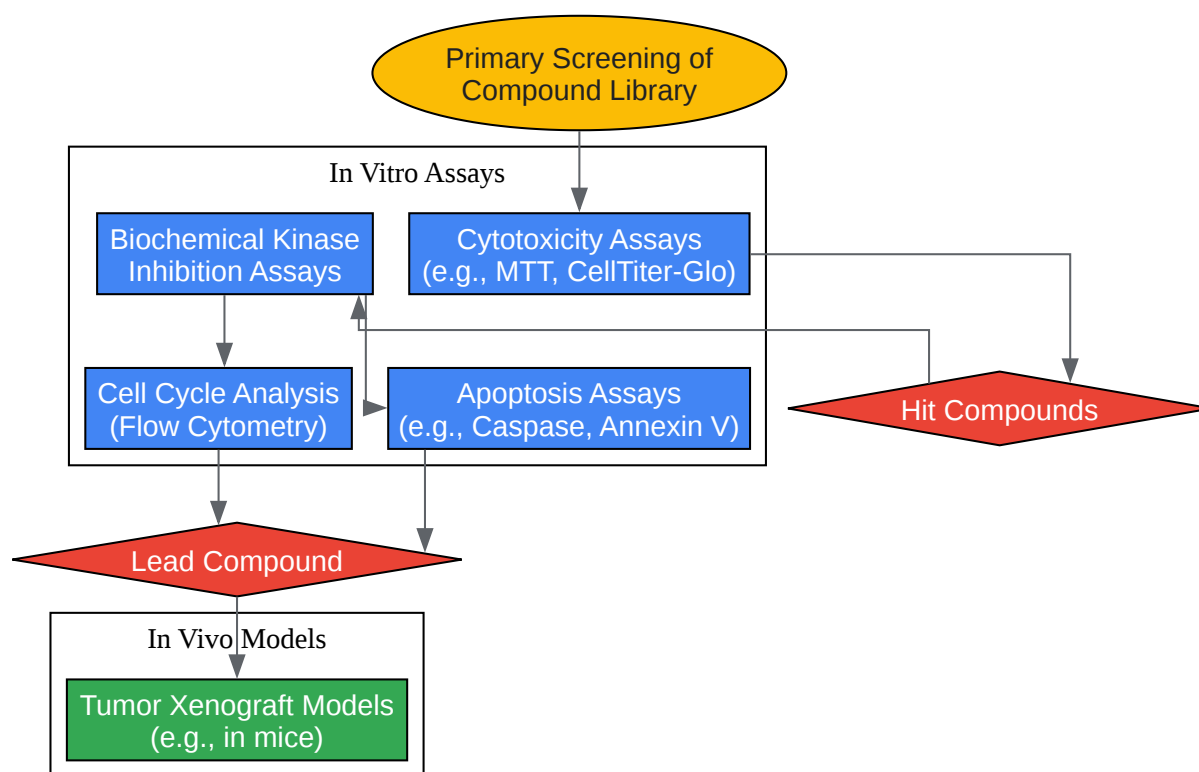 Primary Screening of
Compound Library
In Vitro Assays
Biochemical Kinase
Inhibition Assays
Cytotoxicity Assays
(e.g., MTT, CellTiter-Glo)
Cell Cycle Analysis
(Flow Cytometry)
Apoptosis Assays
(e.g., Caspase, Annexin V)
Hit Compounds
Lead Compound
In Vivo Models
Tumor Xenograft Models
(e.g., in mice)